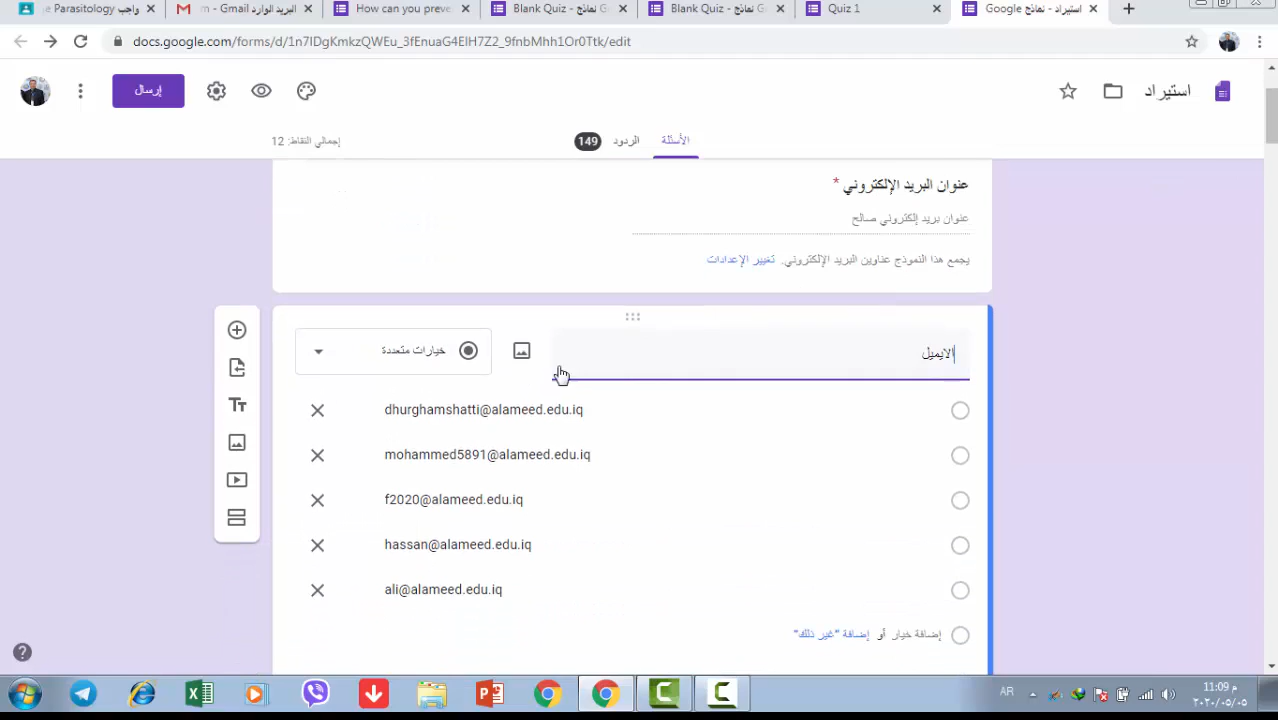 واجب Parasitology
البريد الوارد - Gmail
How can you preve
Blank Quiz - نماذج G
Blank Quiz - نماذج G
Quiz 1
استيراد - نماذج Google
docs.google.com/forms/d/1n7IDgKmkzQWEu_3fEnuaG4ElH7Z2_9fnbMhh1Or0Ttk/edit
استيراد
إرسال
الأسئلة
الردود
149
إجمالي النقاط: 12
عنوان البريد الإلكتروني *
عنوان بريد إلكتروني صالح
يجمع هذا النموذج عناوين البريد الإلكتروني. تغيير الإعدادات
الايميل
خيارات متعددة
dhurghamshatti@alameed.edu.iq
mohammed5891@alameed.edu.iq
f2020@alameed.edu.iq
hassan@alameed.edu.iq
ali@alameed.edu.iq
إضافة خيار أو إضافة "غير ذلك"
AR
11:09 م
٢٠٢٠/٠٥/٠٥